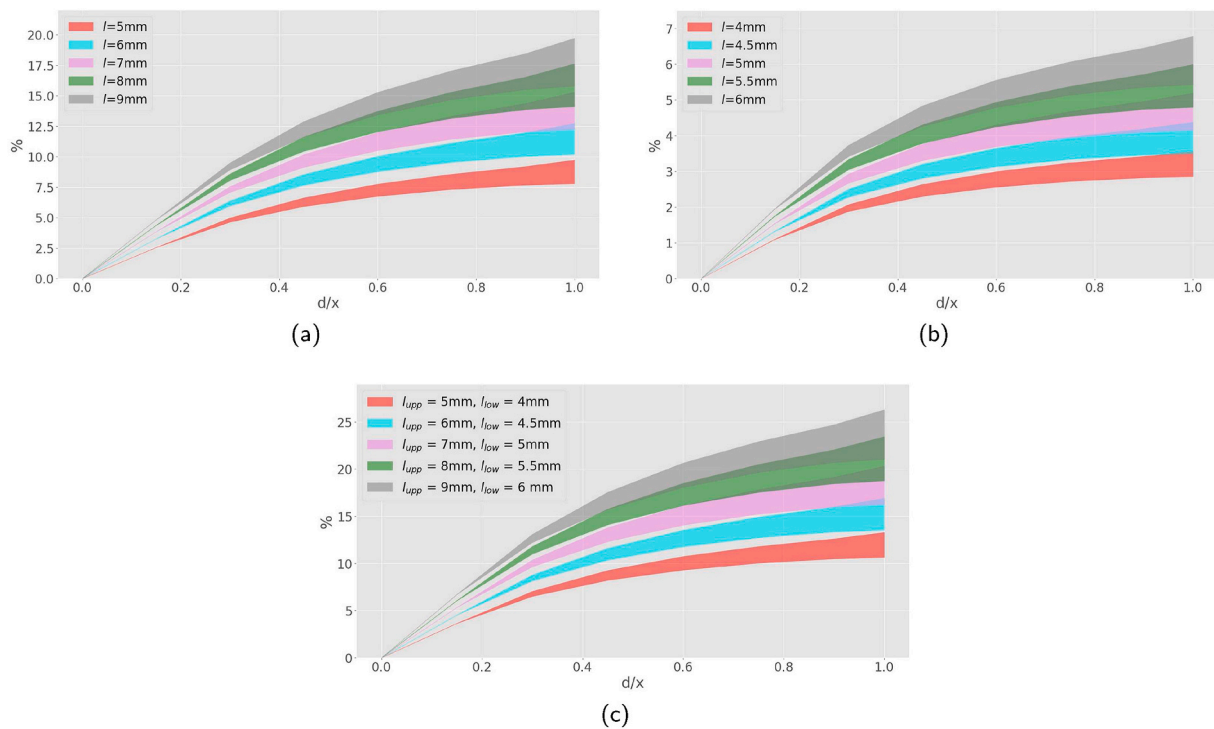 l=5mm
l=6mm
l=7mm
l=8mm
l=9mm
20.0
17.5
15.0
12.5
10.0
7.5
5.0
2.5
0.0
%
0.0 0.2 0.4 0.6 0.8 1.0
d/x
(a)
l=4mm
l=4.5mm
l=5mm
l=5.5mm
l=6mm
7
6
5
4
3
2
1
0
%
0.0 0.2 0.4 0.6 0.8 1.0
d/x
(b)
l_upp = 5mm, l_low = 4mm
l_upp = 6mm, l_low = 4.5mm
l_upp = 7mm, l_low = 5mm
l_upp = 8mm, l_low = 5.5mm
l_upp = 9mm, l_low = 6 mm
25
20
15
10
5
0
%
0.0 0.2 0.4 0.6 0.8 1.0
d/x
(c)